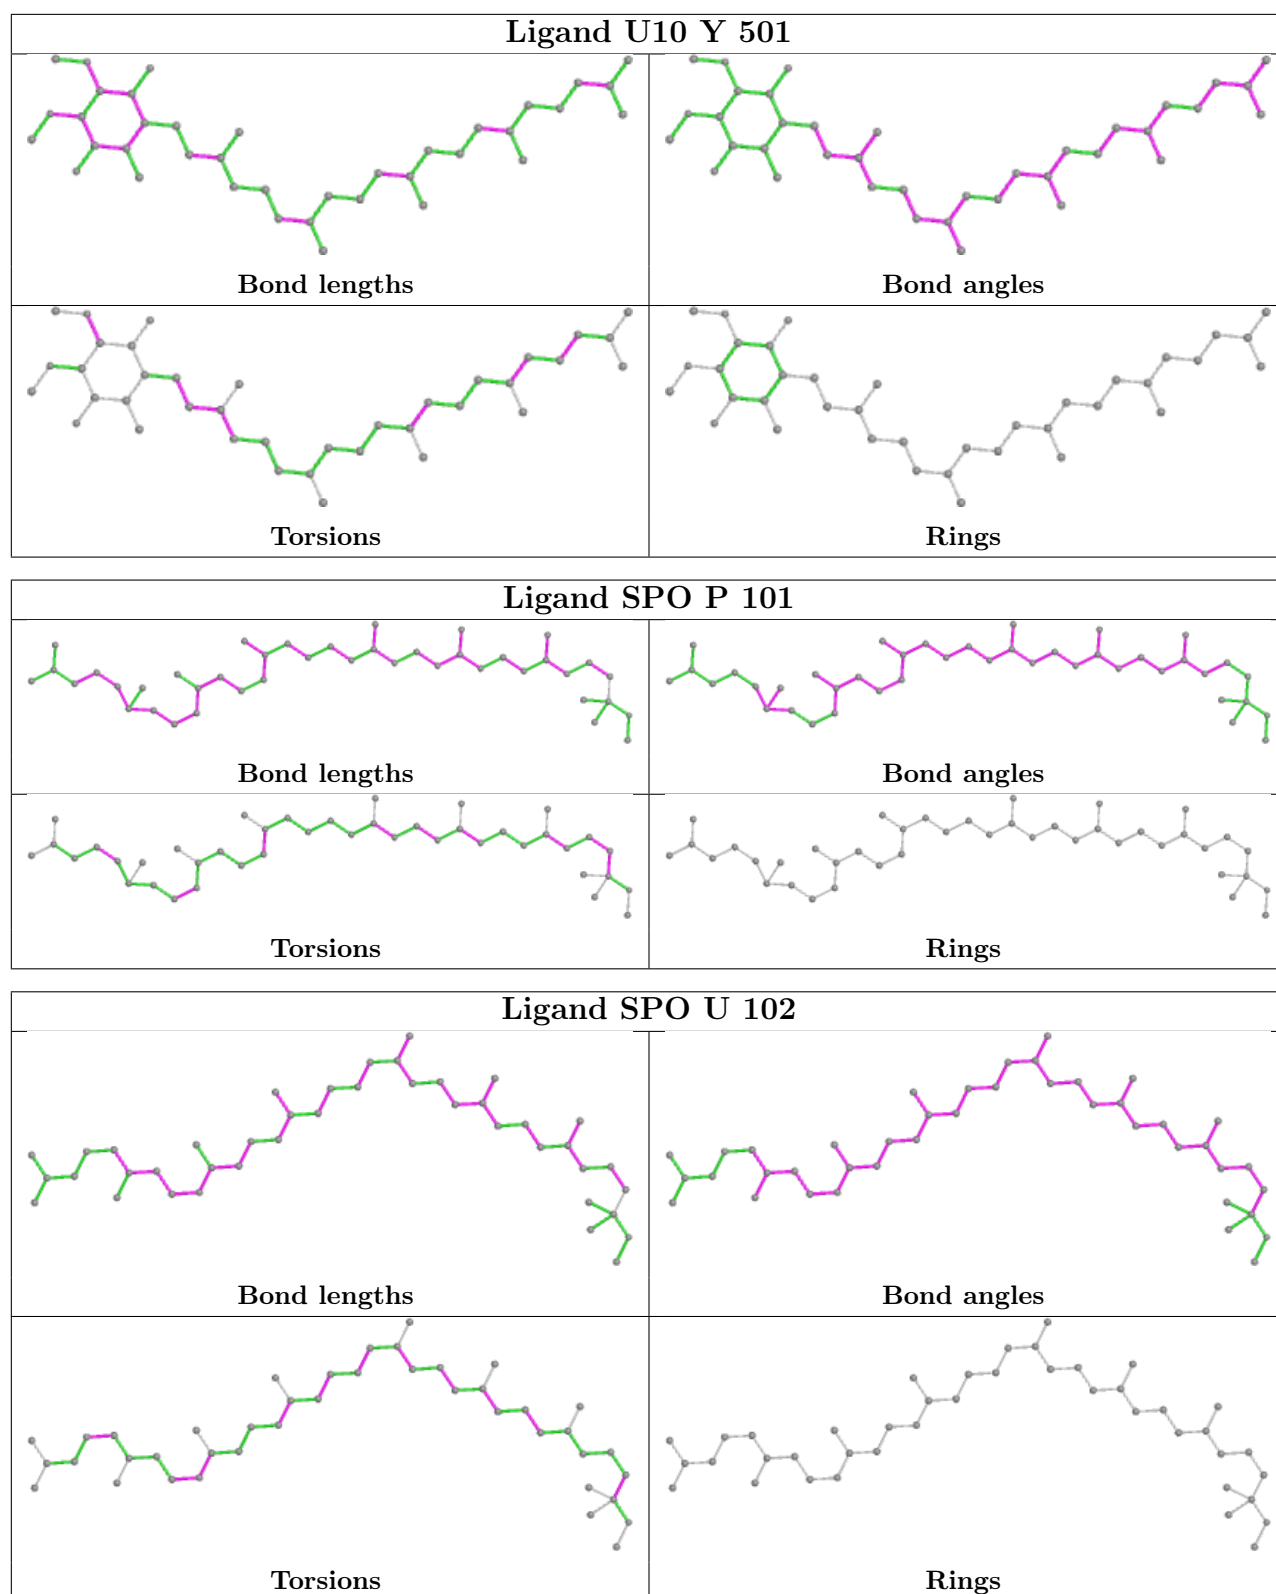 Ligand U10 Y 501
Bond lengths
Bond angles
Torsions
Rings
Ligand SPO P 101
Bond lengths
Bond angles
Torsions
Rings
Ligand SPO U 102
Bond lengths
Bond angles
Torsions
Rings